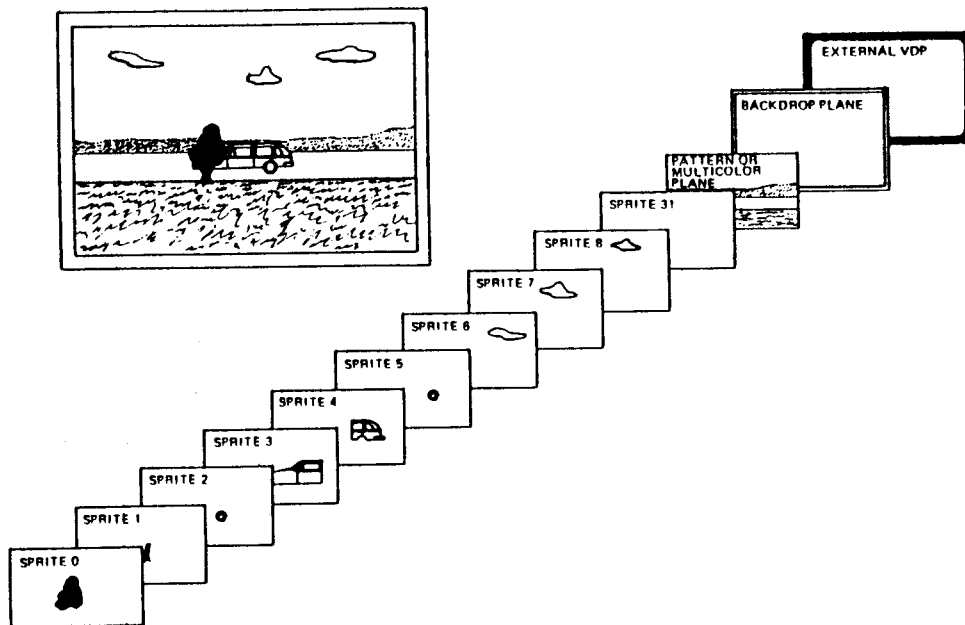 EXTERNAL VDP
BACKDROP PLANE
PATTERN OR
MULTICOLOR
PLANE
SPRITE 31
SPRITE 8
SPRITE 7
SPRITE 6
SPRITE 5
SPRITE 4
SPRITE 3
SPRITE 2
SPRITE 1
SPRITE 0